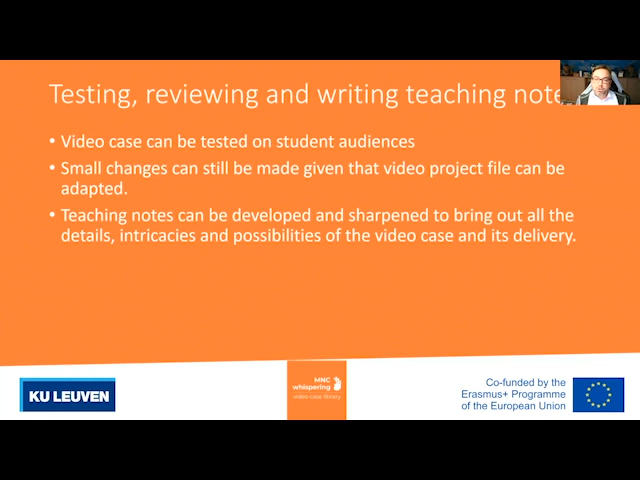 Testing, reviewing and writing teaching note
• Video case can be tested on student audiences
• Small changes can still be made given that video project file can be
adapted.
• Teaching notes can be developed and sharpened to bring out all the
details, intricacies and possibilities of the video case and its delivery.
KU LEUVEN
MNC
whispering
video case library
Co-funded by the
Erasmus+ Programme
of the European Union